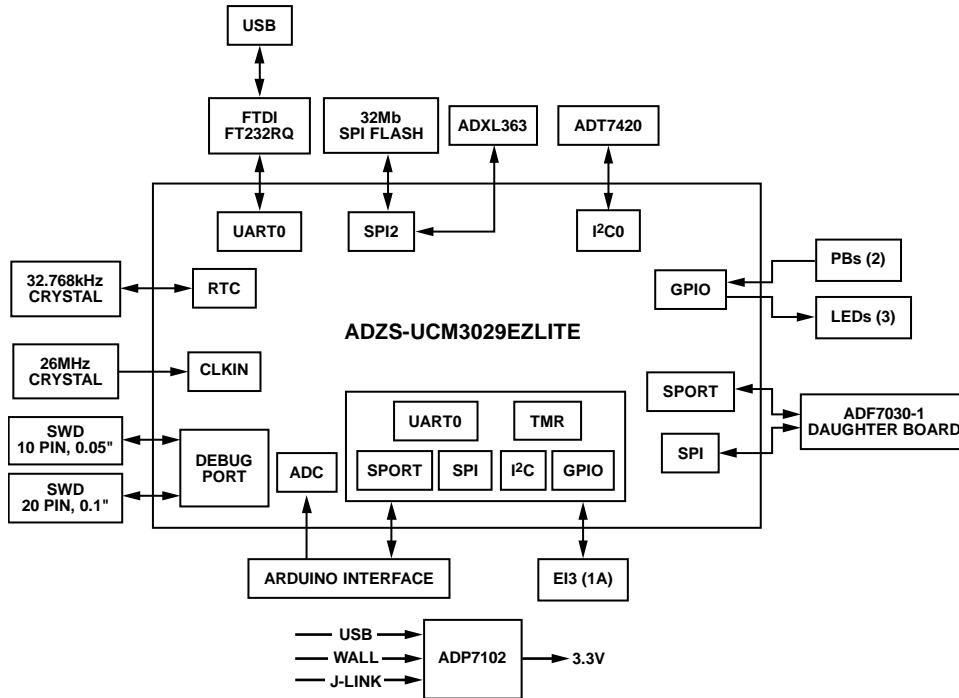 USB
FTDI
FT232RQ
32Mb
SPI FLASH
ADXL363
ADT7420
UART0
SPI2
I²C0
32.768kHz
CRYSTAL
RTC
GPIO
PBs (2)
LEDs (3)
ADZS-UCM3029EZLITE
26MHz
CRYSTAL
CLKIN
SPORT
ADF7030-1
DAUGHTER BOARD
SPI
SWD
10 PIN, 0.05"
SWD
20 PIN, 0.1"
DEBUG
PORT
ADC
UART0
TMR
SPORT
SPI
I²C
GPIO
ARDUINO INTERFACE
EI3 (1A)
USB
WALL
J-LINK
ADP7102
3.3V